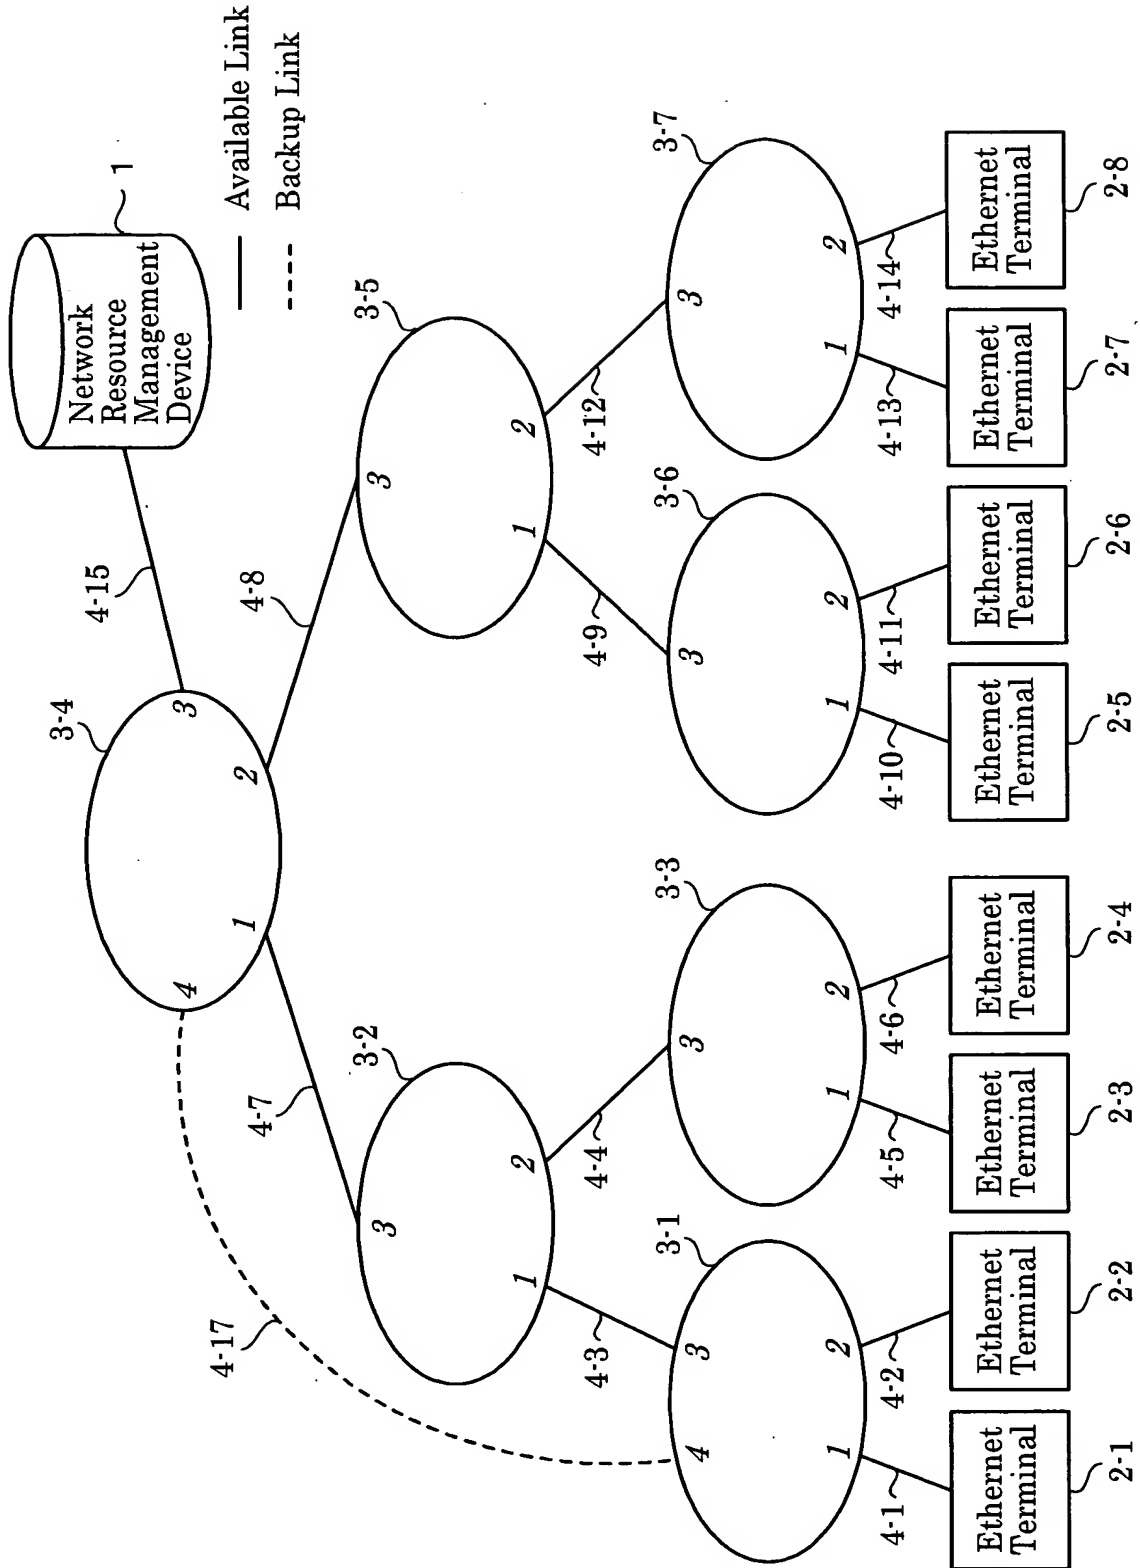 Network
Resource
Management
Device
1
Available Link
Backup Link
4-15
3-4
4
1
2
3
4-17
4-7
4-8
3-2
3
1
2
3-5
3
1
2
4-3
4-4
4-9
4-12
3-1
4
3
1
2
3-3
3
1
2
3-6
3
1
2
3-7
3
1
2
4-1
4-2
4-5
4-6
4-10
4-11
4-13
4-14
Ethernet
Terminal
Ethernet
Terminal
Ethernet
Terminal
Ethernet
Terminal
Ethernet
Terminal
Ethernet
Terminal
Ethernet
Terminal
Ethernet
Terminal
2-1
2-2
2-3
2-4
2-5
2-6
2-7
2-8